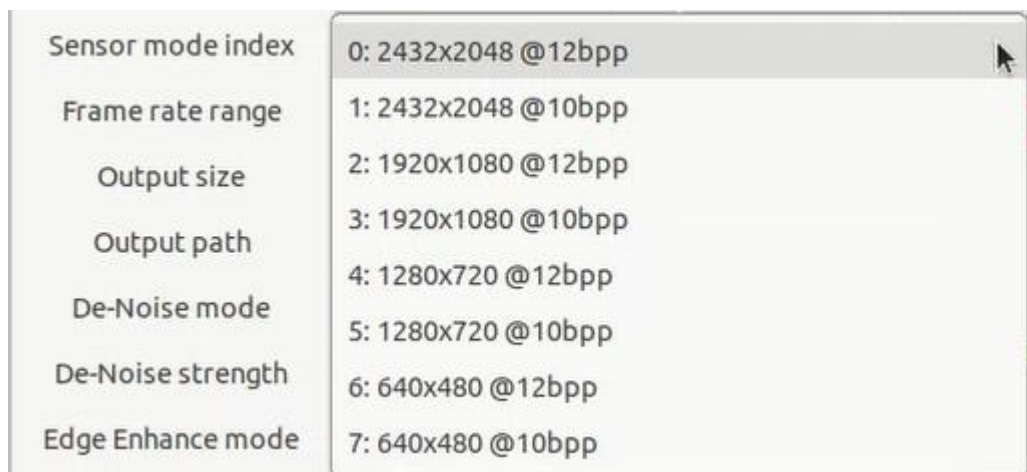 Sensor mode index
Frame rate range
Output size
Output path
De-Noise mode
De-Noise strength
Edge Enhance mode
0: 2432x2048 @12bpp
1: 2432x2048 @10bpp
2: 1920x1080 @12bpp
3: 1920x1080 @10bpp
4: 1280x720 @12bpp
5: 1280x720 @10bpp
6: 640x480 @12bpp
7: 640x480 @10bpp